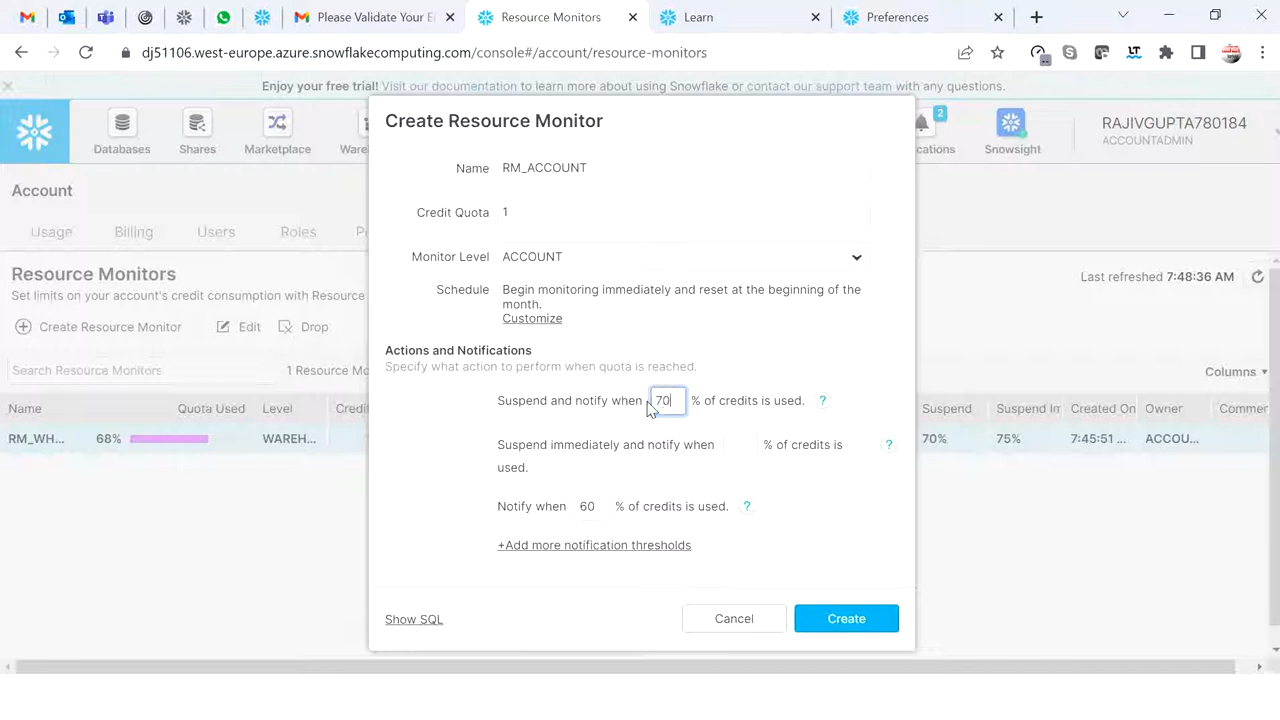 Please Validate Your E
Resource Monitors
Learn
Preferences
dj51106.west-europe.azure.snowflakecomputing.com/console#/account/resource-monitors
Enjoy your free trial! Visit our documentation to learn more about using Snowflake or contact our support team with any questions.
Databases
Shares
Marketplace
Ware
cations
2
Snowsight
RAJIVGUPTA780184
ACCOUNTADMIN
Account
Usage
Billing
Users
Roles
P
Resource Monitors
Set limits on your account's credit consumption with Resource
Last refreshed 7:48:36 AM
Create Resource Monitor
Edit
Drop
Search Resource Monitors
1 Resource Mo
Columns
Name
Quota Used
Level
Credit
Suspend
Suspend Im
Created On
Owner
Commer
RM_WH...
68%
WAREH...
70%
75%
7:45:51 ...
ACCOU...
Create Resource Monitor
Name RM_ACCOUNT
Credit Quota 1
Monitor Level ACCOUNT
Schedule Begin monitoring immediately and reset at the beginning of the
month.
Customize
Actions and Notifications
Specify what action to perform when quota is reached.
Suspend and notify when 70 % of credits is used. ?
Suspend immediately and notify when % of credits is ?
used.
Notify when 60 % of credits is used. ?
+Add more notification thresholds
Show SQL
Cancel
Create